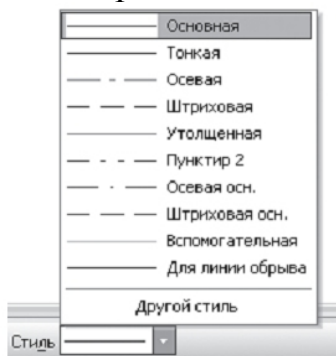 Основная
Тонкая
Осевая
Штриховая
Утолщенная
Пунктир 2
Осевая осн.
Штриховая осн.
Вспомогательная
Для линии обрыва
Другой стиль
Стиль